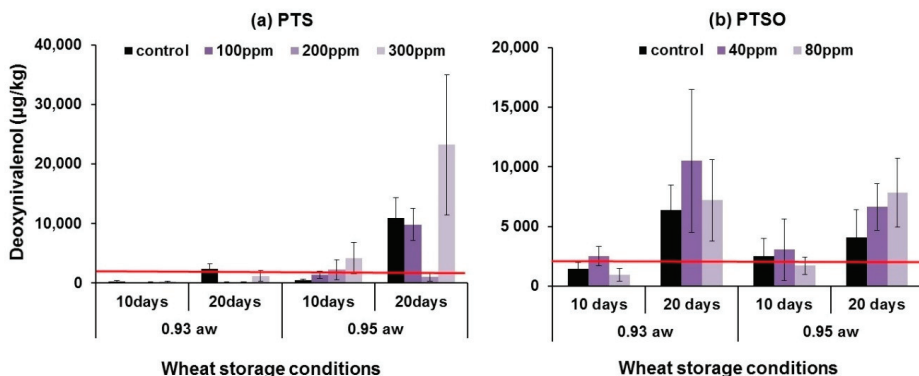 (a) PTS
control 100ppm 200ppm 300ppm
Deoxynivalenol (µg/kg)
40,000
30,000
20,000
10,000
0
10days 20days 10days 20days
0.93 aw 0.95 aw
Wheat storage conditions
(b) PTSO
control 40ppm 80ppm
20,000
15,000
10,000
5 000
0
10 days 20 days 10 days 20 days
0.93 aw 0.95 aw
Wheat storage conditions